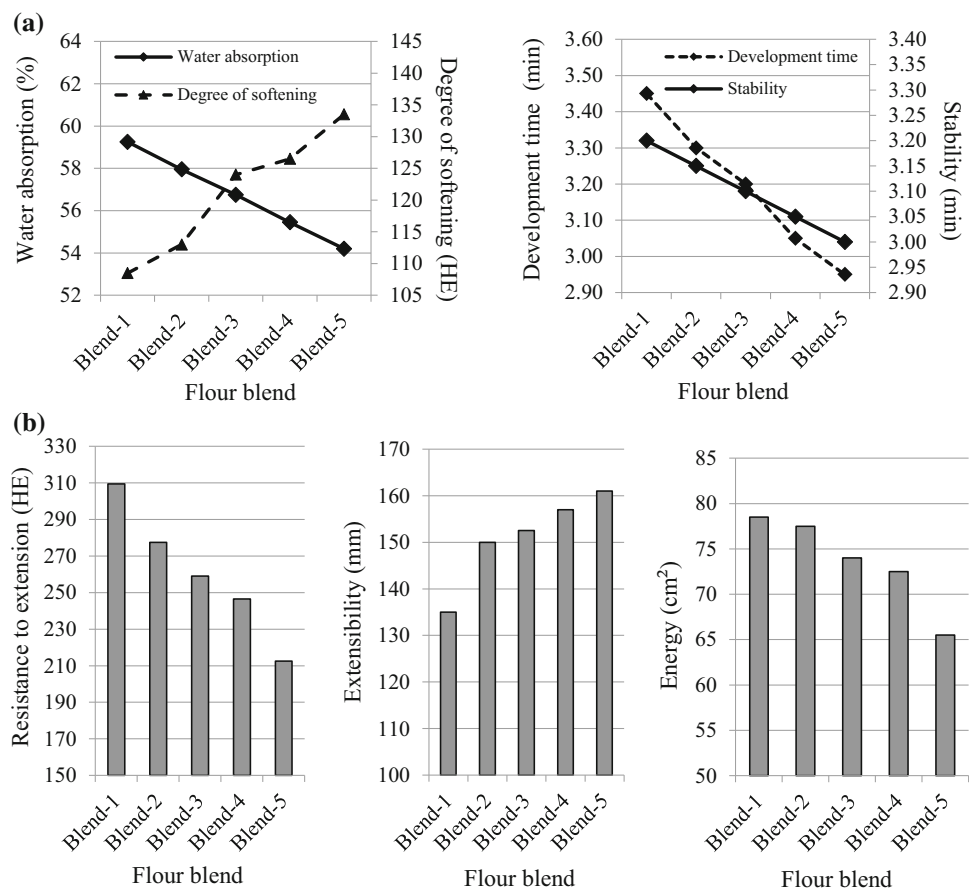 (a)
Water absorption (%)
64
62
60
58
56
54
52
Water absorption
Degree of softening
145
140
135
130
125
120
115
110
105
Degree of softening (HE)
Blend-1
Blend-2
Blend-3
Blend-4
Blend-5
Flour blend
Development time (min)
3.60
3.50
3.40
3.30
3.20
3.10
3.00
2.90
Development time
Stability
3.40
3.35
3.30
3.25
3.20
3.15
3.10
3.05
3.00
2.95
2.90
Stability (min)
Blend-1
Blend-2
Blend-3
Blend-4
Blend-5
Flour blend
(b)
Resistance to extension (HE)
330
310
290
270
250
230
210
190
170
150
Blend-1
Blend-2
Blend-3
Blend-4
Blend-5
Flour blend
Extensibility (mm)
170
160
150
140
130
120
110
100
Blend-1
Blend-2
Blend-3
Blend-4
Blend-5
Flour blend
Energy (cm²)
85
80
75
70
65
60
55
50
Blend-1
Blend-2
Blend-3
Blend-4
Blend-5
Flour blend